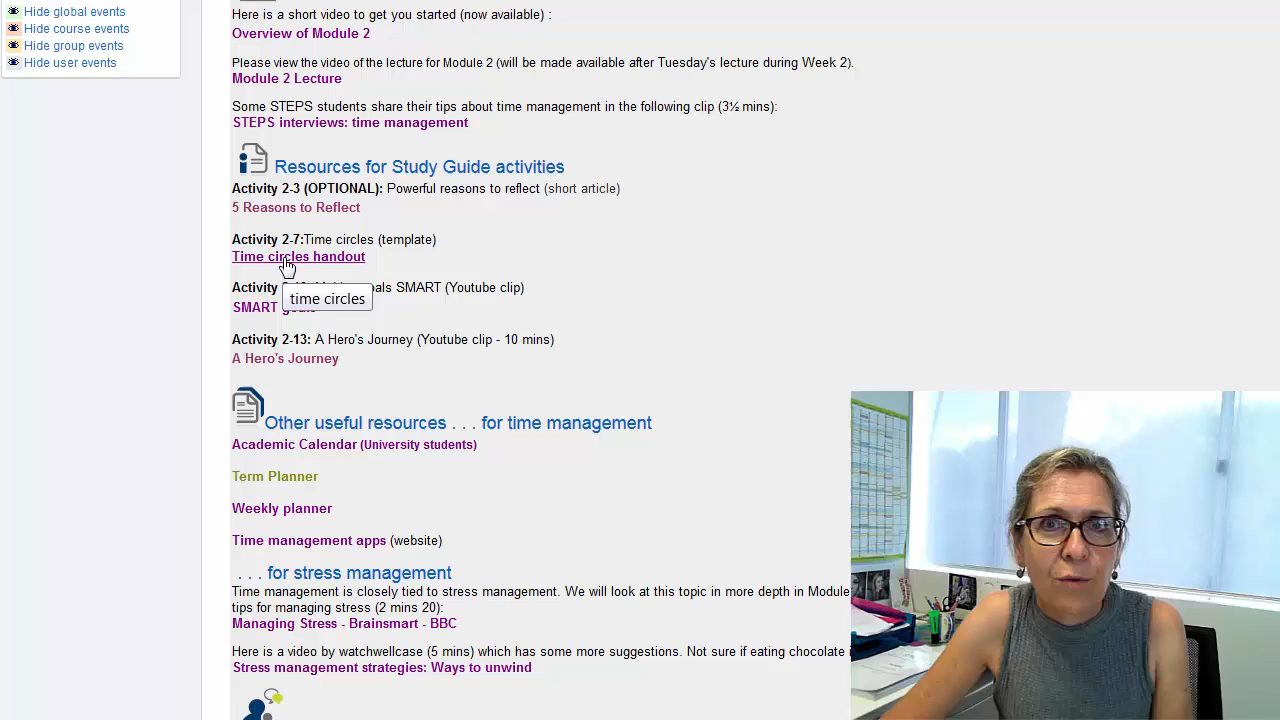 Hide global events
Hide course events
Hide group events
Hide user events
Here is a short video to get you started (now available) :
Overview of Module 2
Please view the video of the lecture for Module 2 (will be made available after Tuesday's lecture during Week 2).
Module 2 Lecture
Some STEPS students share their tips about time management in the following clip (3½ mins):
STEPS interviews: time management
Resources for Study Guide activities
Activity 2-3 (OPTIONAL): Powerful reasons to reflect (short article)
5 Reasons to Reflect
Activity 2-7:Time circles (template)
Time circles handout
Activity SMART (Youtube clip)
time circles
SMART
Activity 2-13: A Hero's Journey (Youtube clip - 10 mins)
A Hero's Journey
Other useful resources . . . for time management
Academic Calendar (University students)
Term Planner
Weekly planner
Time management apps (website)
. . . for stress management
Time management is closely tied to stress management. We will look at this topic in more depth in Module
tips for managing stress (2 mins 20):
Managing Stress - Brainsmart - BBC
Here is a video by watchwellcase (5 mins) which has some more suggestions. Not sure if eating chocolate
Stress management strategies: Ways to unwind